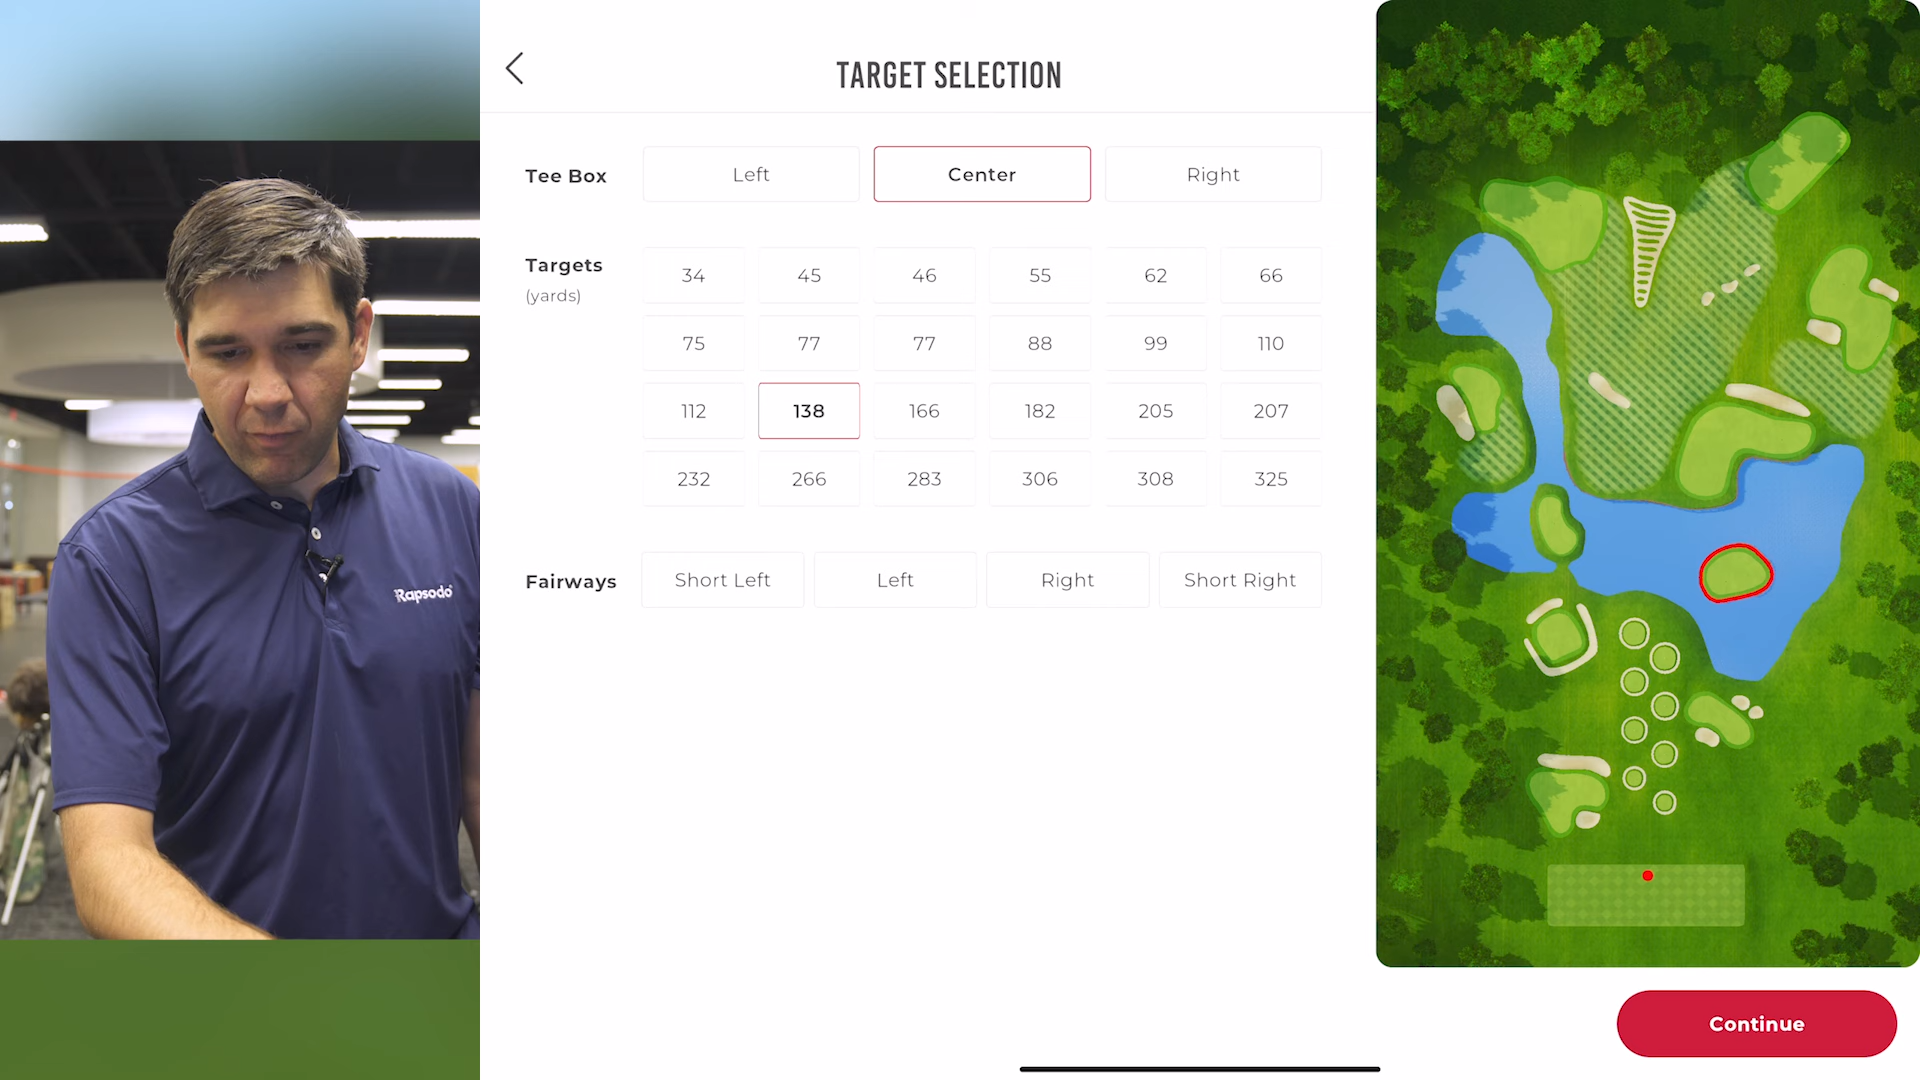 TARGET SELECTION
Tee Box
Left
Center
Right
Targets
(yards)
34 45 46 55 62 66
75 77 77 88 99 110
112 138 166 182 205 207
232 266 283 306 308 325
Fairways
Short Left
Left
Right
Short Right
Rapsodo
Continue